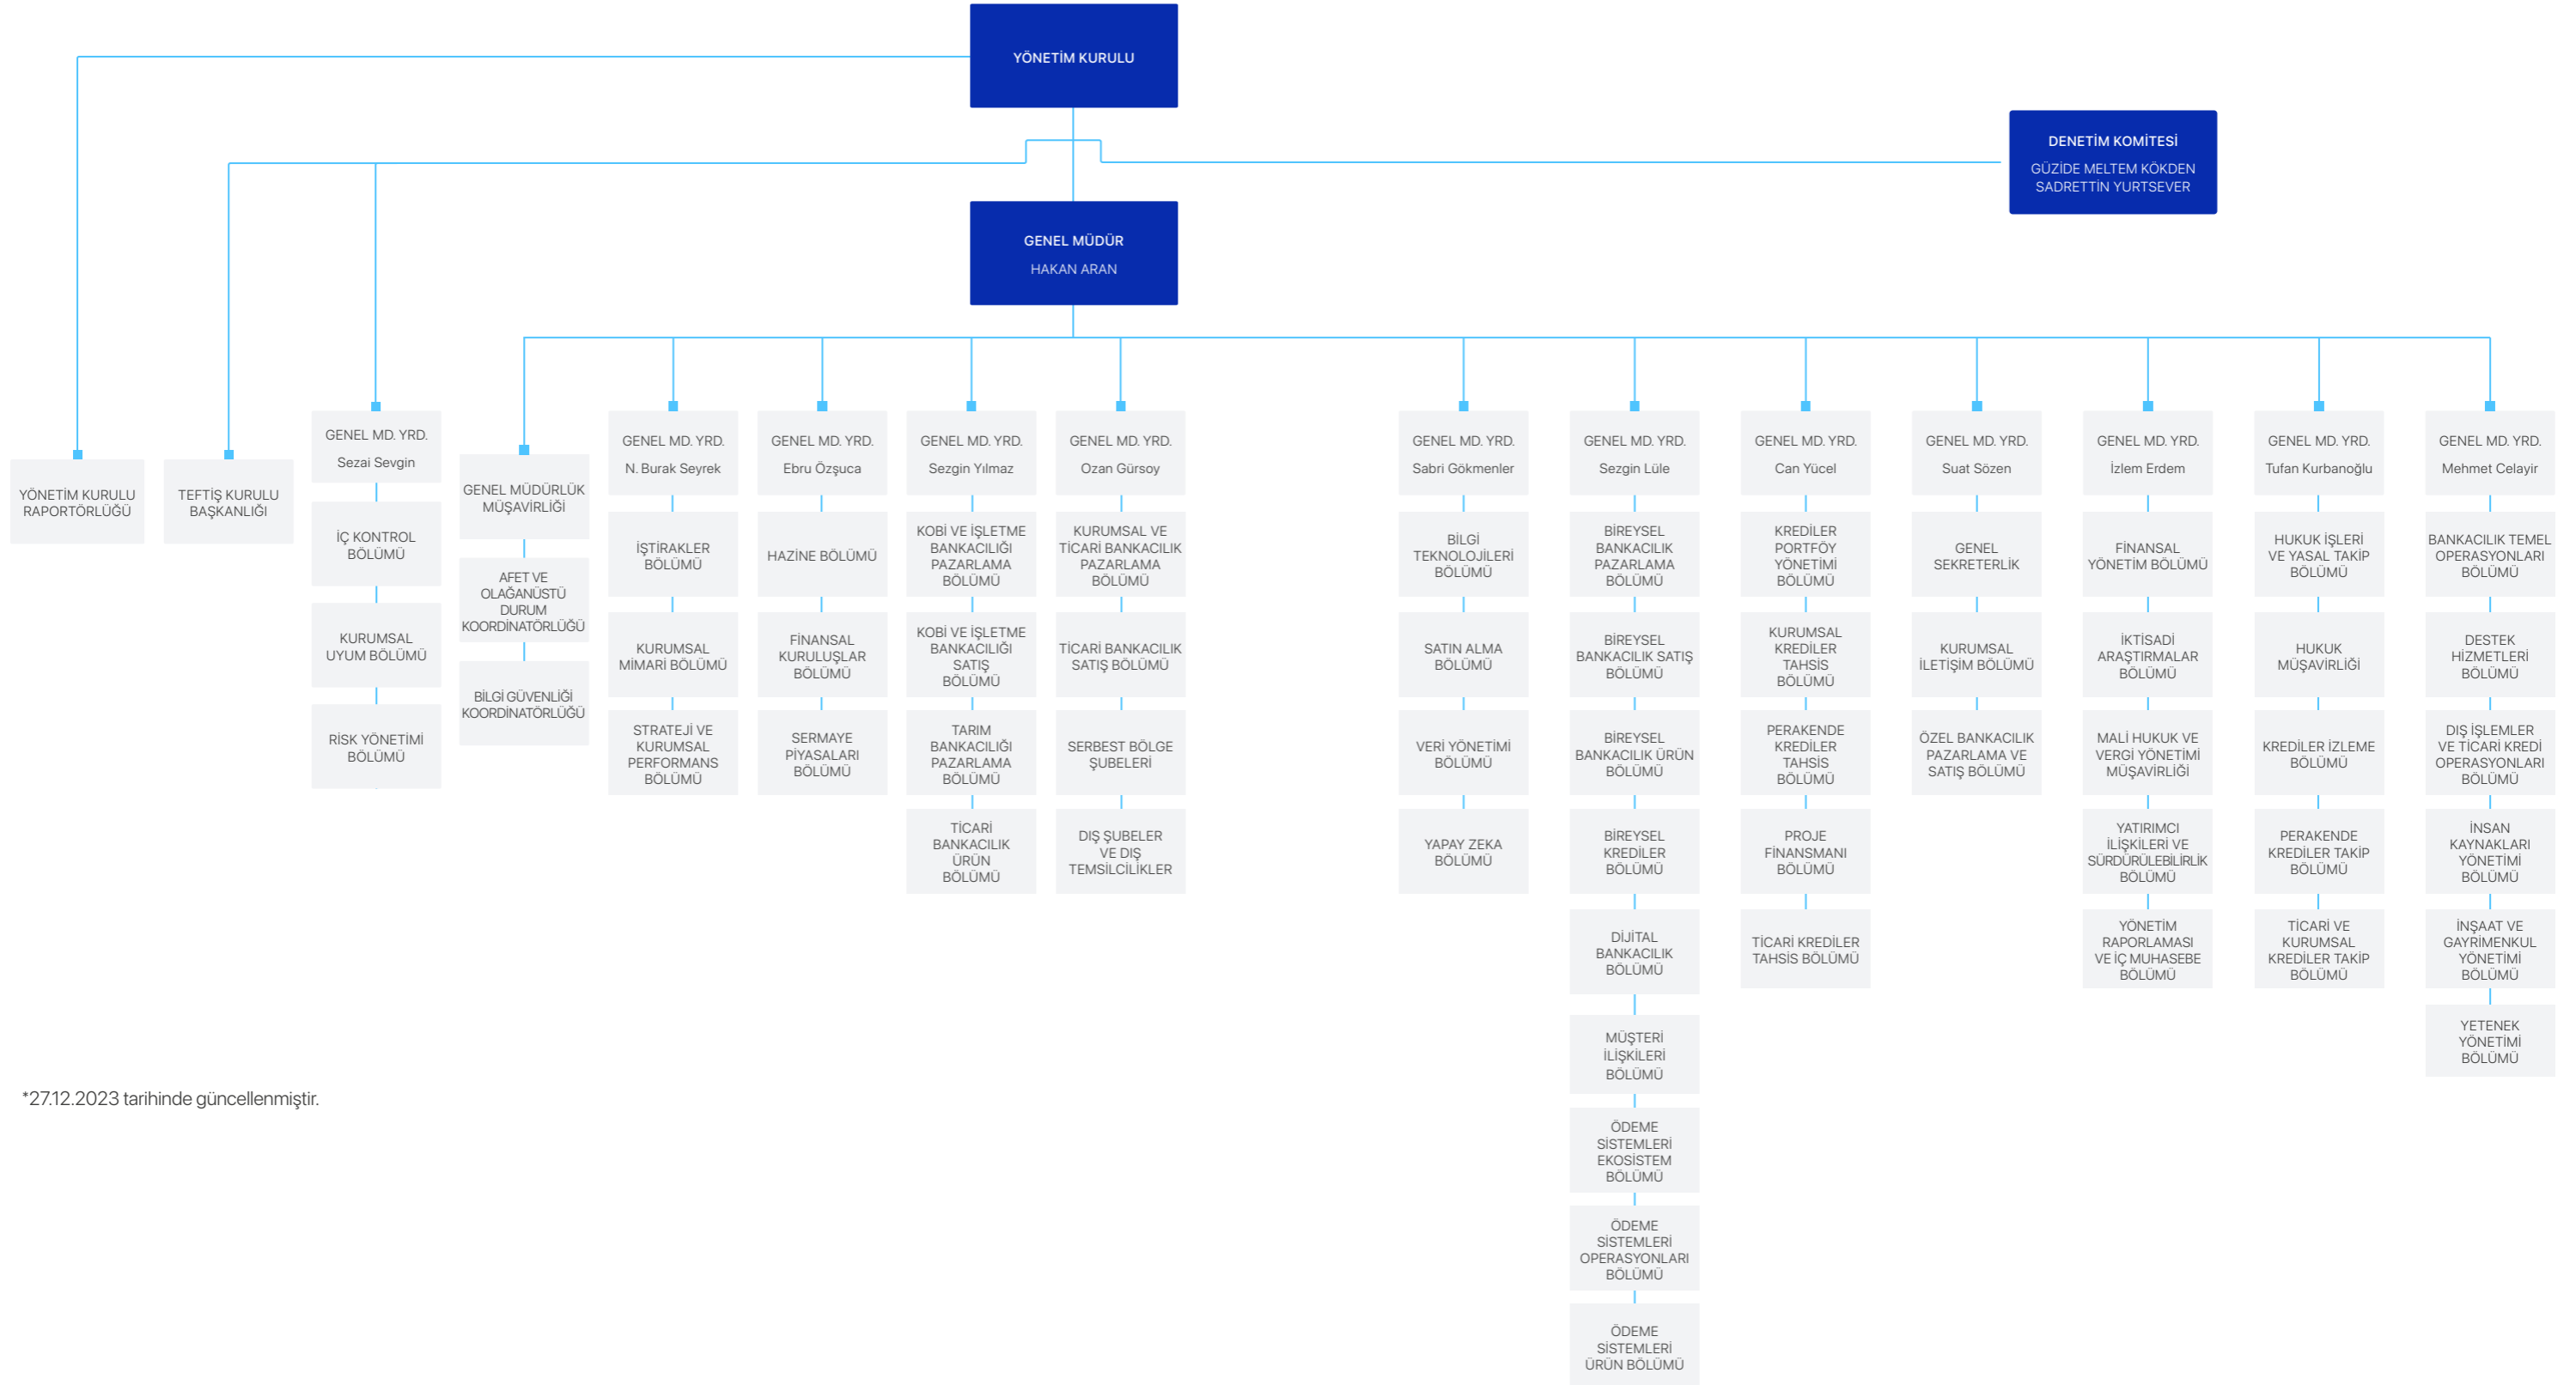 YÖNETİM KURULU
DENETİM KOMİTESİ
GÜZİDE MELTEM KÖKDEN
SADRETTİN YURTSEVER
GENEL MÜDÜR
HAKAN ARAN
YÖNETİM KURULU
RAPORTÖRLÜĞÜ
TEFTİŞ KURULU
BAŞKANLIĞI
GENEL MD. YRD.
Sezai Sevgin
İÇ KONTROL
BÖLÜMÜ
KURUMSAL
UYUM BÖLÜMÜ
RİSK YÖNETİMİ
BÖLÜMÜ
GENEL MÜDÜRLÜK
MÜŞAVİRLİĞİ
AFET VE
OLAĞANÜSTÜ
DURUM
KOORDİNATÖRLÜĞÜ
BİLGİ GÜVENLİĞİ
KOORDİNATÖRLÜĞÜ
GENEL MD. YRD.
N. Burak Seyrek
İŞTİRAKLER
BÖLÜMÜ
KURUMSAL
MİMARİ BÖLÜMÜ
STRATEJİ VE
KURUMSAL
PERFORMANS
BÖLÜMÜ
GENEL MD. YRD.
Ebru Özşuca
HAZİNE BÖLÜMÜ
FİNANSAL
KURULUŞLAR
BÖLÜMÜ
SERMAYE
PİYASALARI
BÖLÜMÜ
GENEL MD. YRD.
Sezgin Yılmaz
KOBİ VE İŞLETME
BANKACILIĞI
PAZARLAMA
BÖLÜMÜ
KOBİ VE İŞLETME
BANKACILIĞI
SATIŞ
BÖLÜMÜ
TARIM
BANKACILIĞI
PAZARLAMA
BÖLÜMÜ
TİCARİ
BANKACILIK
ÜRÜN
BÖLÜMÜ
GENEL MD. YRD.
Ozan Gürsoy
KURUMSAL VE
TİCARİ BANKACILIK
PAZARLAMA
BÖLÜMÜ
TİCARİ BANKACILIK
SATIŞ BÖLÜMÜ
SERBEST BÖLGE
ŞUBELERİ
DIŞ ŞUBELER
VE DIŞ
TEMSİLCİLİKLER
GENEL MD. YRD.
Sabri Gökmenler
BİLGİ
TEKNOLOJİLERİ
BÖLÜMÜ
SATIN ALMA
BÖLÜMÜ
VERİ YÖNETİMİ
BÖLÜMÜ
YAPAY ZEKA
BÖLÜMÜ
GENEL MD. YRD.
Sezgin Lüle
BİREYSEL
BANKACILIK
PAZARLAMA
BÖLÜMÜ
BİREYSEL
BANKACILIK SATIŞ
BÖLÜMÜ
BİREYSEL
BANKACILIK ÜRÜN
BÖLÜMÜ
BİREYSEL
KREDİLER
BÖLÜMÜ
DİJİTAL
BANKACILIK
BÖLÜMÜ
MÜŞTERİ
İLİŞKİLERİ
BÖLÜMÜ
ÖDEME
SİSTEMLERİ
EKOSİSTEM
BÖLÜMÜ
ÖDEME
SİSTEMLERİ
OPERASYONLARI
BÖLÜMÜ
ÖDEME
SİSTEMLERİ
ÜRÜN BÖLÜMÜ
GENEL MD. YRD.
Can Yücel
KREDİLER
PORTFÖY
YÖNETİMİ
BÖLÜMÜ
KURUMSAL
KREDİLER
TAHSİS
BÖLÜMÜ
PERAKENDE
KREDİLER
TAHSİS
BÖLÜMÜ
PROJE
FİNANSMANI
BÖLÜMÜ
TİCARİ KREDİLER
TAHSİS BÖLÜMÜ
GENEL MD. YRD.
Suat Sözen
GENEL
SEKRETERLİK
KURUMSAL
İLETİŞİM BÖLÜMÜ
ÖZEL BANKACILIK
PAZARLAMA VE
SATIŞ BÖLÜMÜ
GENEL MD. YRD.
İzlem Erdem
FİNANSAL
YÖNETİM BÖLÜMÜ
İKTİSADİ
ARAŞTIRMALAR
BÖLÜMÜ
MALİ HUKUK VE
VERGİ YÖNETİMİ
MÜŞAVİRLİĞİ
YATIRIMCI
İLİŞKİLERİ VE
SÜRDÜRÜLEBİLİRLİK
BÖLÜMÜ
YÖNETİM
RAPORLAMASI
VE İÇ MUHASEBE
BÖLÜMÜ
GENEL MD. YRD.
Tufan Kurbanoğlu
HUKUK İŞLERİ
VE YASAL TAKİP
BÖLÜMÜ
HUKUK
MÜŞAVİRLİĞİ
KREDİLER İZLEME
BÖLÜMÜ
PERAKENDE
KREDİLER TAKİP
BÖLÜMÜ
TİCARİ VE
KURUMSAL
KREDİLER TAKİP
BÖLÜMÜ
GENEL MD. YRD.
Mehmet Celayir
BANKACILIK TEMEL
OPERASYONLARI
BÖLÜMÜ
DESTEK
HİZMETLERİ
BÖLÜMÜ
DIŞ İŞLEMLER
VE TİCARİ KREDİ
OPERASYONLARI
BÖLÜMÜ
İNSAN
KAYNAKLARI
YÖNETİMİ
BÖLÜMÜ
İNŞAAT VE
GAYRİMENKUL
YÖNETİMİ
BÖLÜMÜ
YETENEK
YÖNETİMİ
BÖLÜMÜ
*27.12.2023 tarihinde güncellenmiştir.